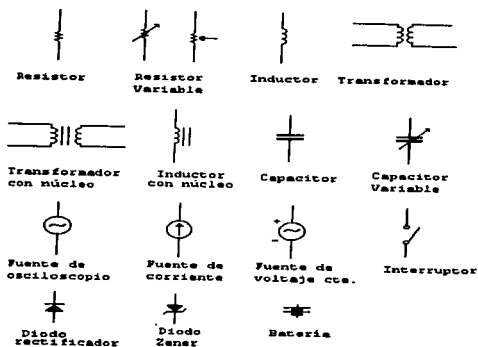 Resistor
Resistor
Variable
Inductor
Transformador
Transformador
con núcleo
Inductor
con núcleo
Capacitor
Capacitor
Variable
+
-
Fuente de
osciloscopio
Fuente de
corriente
Fuente de
voltaje cte.
Interruptor
Diodo
rectificador
Diodo
Zener
Batería